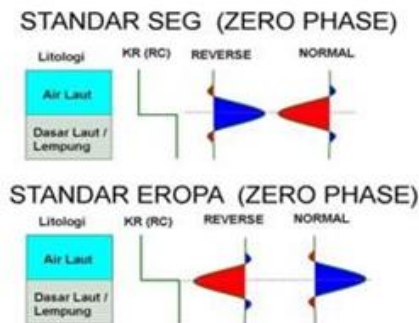 STANDAR SEG (ZERO PHASE)
Litologi KR (RC) REVERSE NORMAL
Air Laut
Dasar Laut /
Lempung
STANDAR EROPA (ZERO PHASE)
Litologi KR (RC) REVERSE NORMAL
Air Laut
Dasar Laut /
Lempung